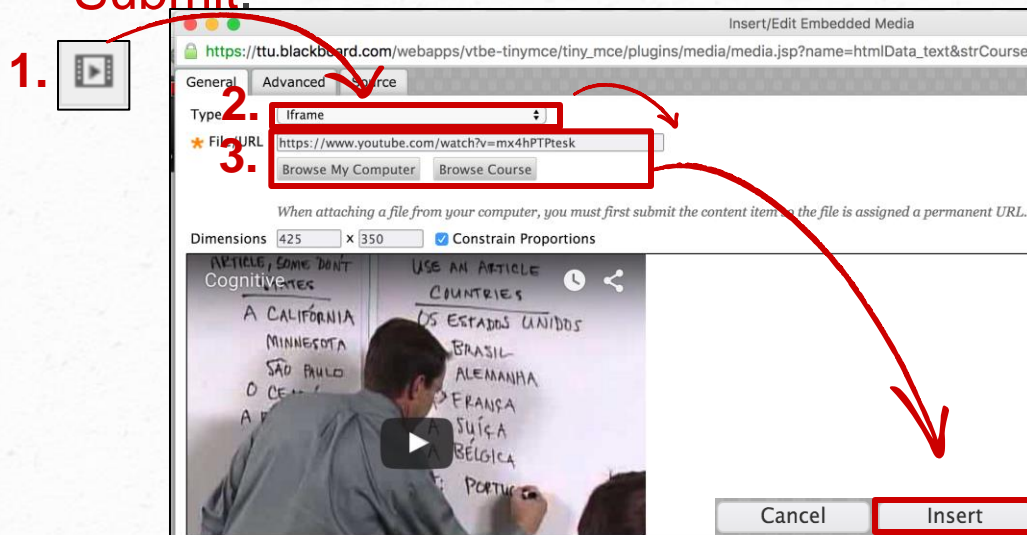 Submit.
Insert/Edit Embedded Media
https://ttu.blackboard.com/webapps/vtbe-tinymce/tiny_mce/plugins/media/media.jsp?name=htmlData_text&strCourse
1.
General Advanced Source
Type 2. Iframe
File/URL https://www.youtube.com/watch?v=mx4hPTPtesk
3.
Browse My Computer Browse Course
When attaching a file from your computer, you must first submit the content item so the file is assigned a permanent URL.
Dimensions 425 x 350 Constrain Proportions
Cognitive
ARTICLE, SOME DON'T
A CALIFÓRNIA
MINNESOTA
SÃO PAULO
O
A
USE AN ARTICLE
COUNTRIES
OS ESTADOS UNIDOS
BRASIL
ALEMANHA
FRANÇA
A SUÍÇA
BÉLGICA
Cancel Insert